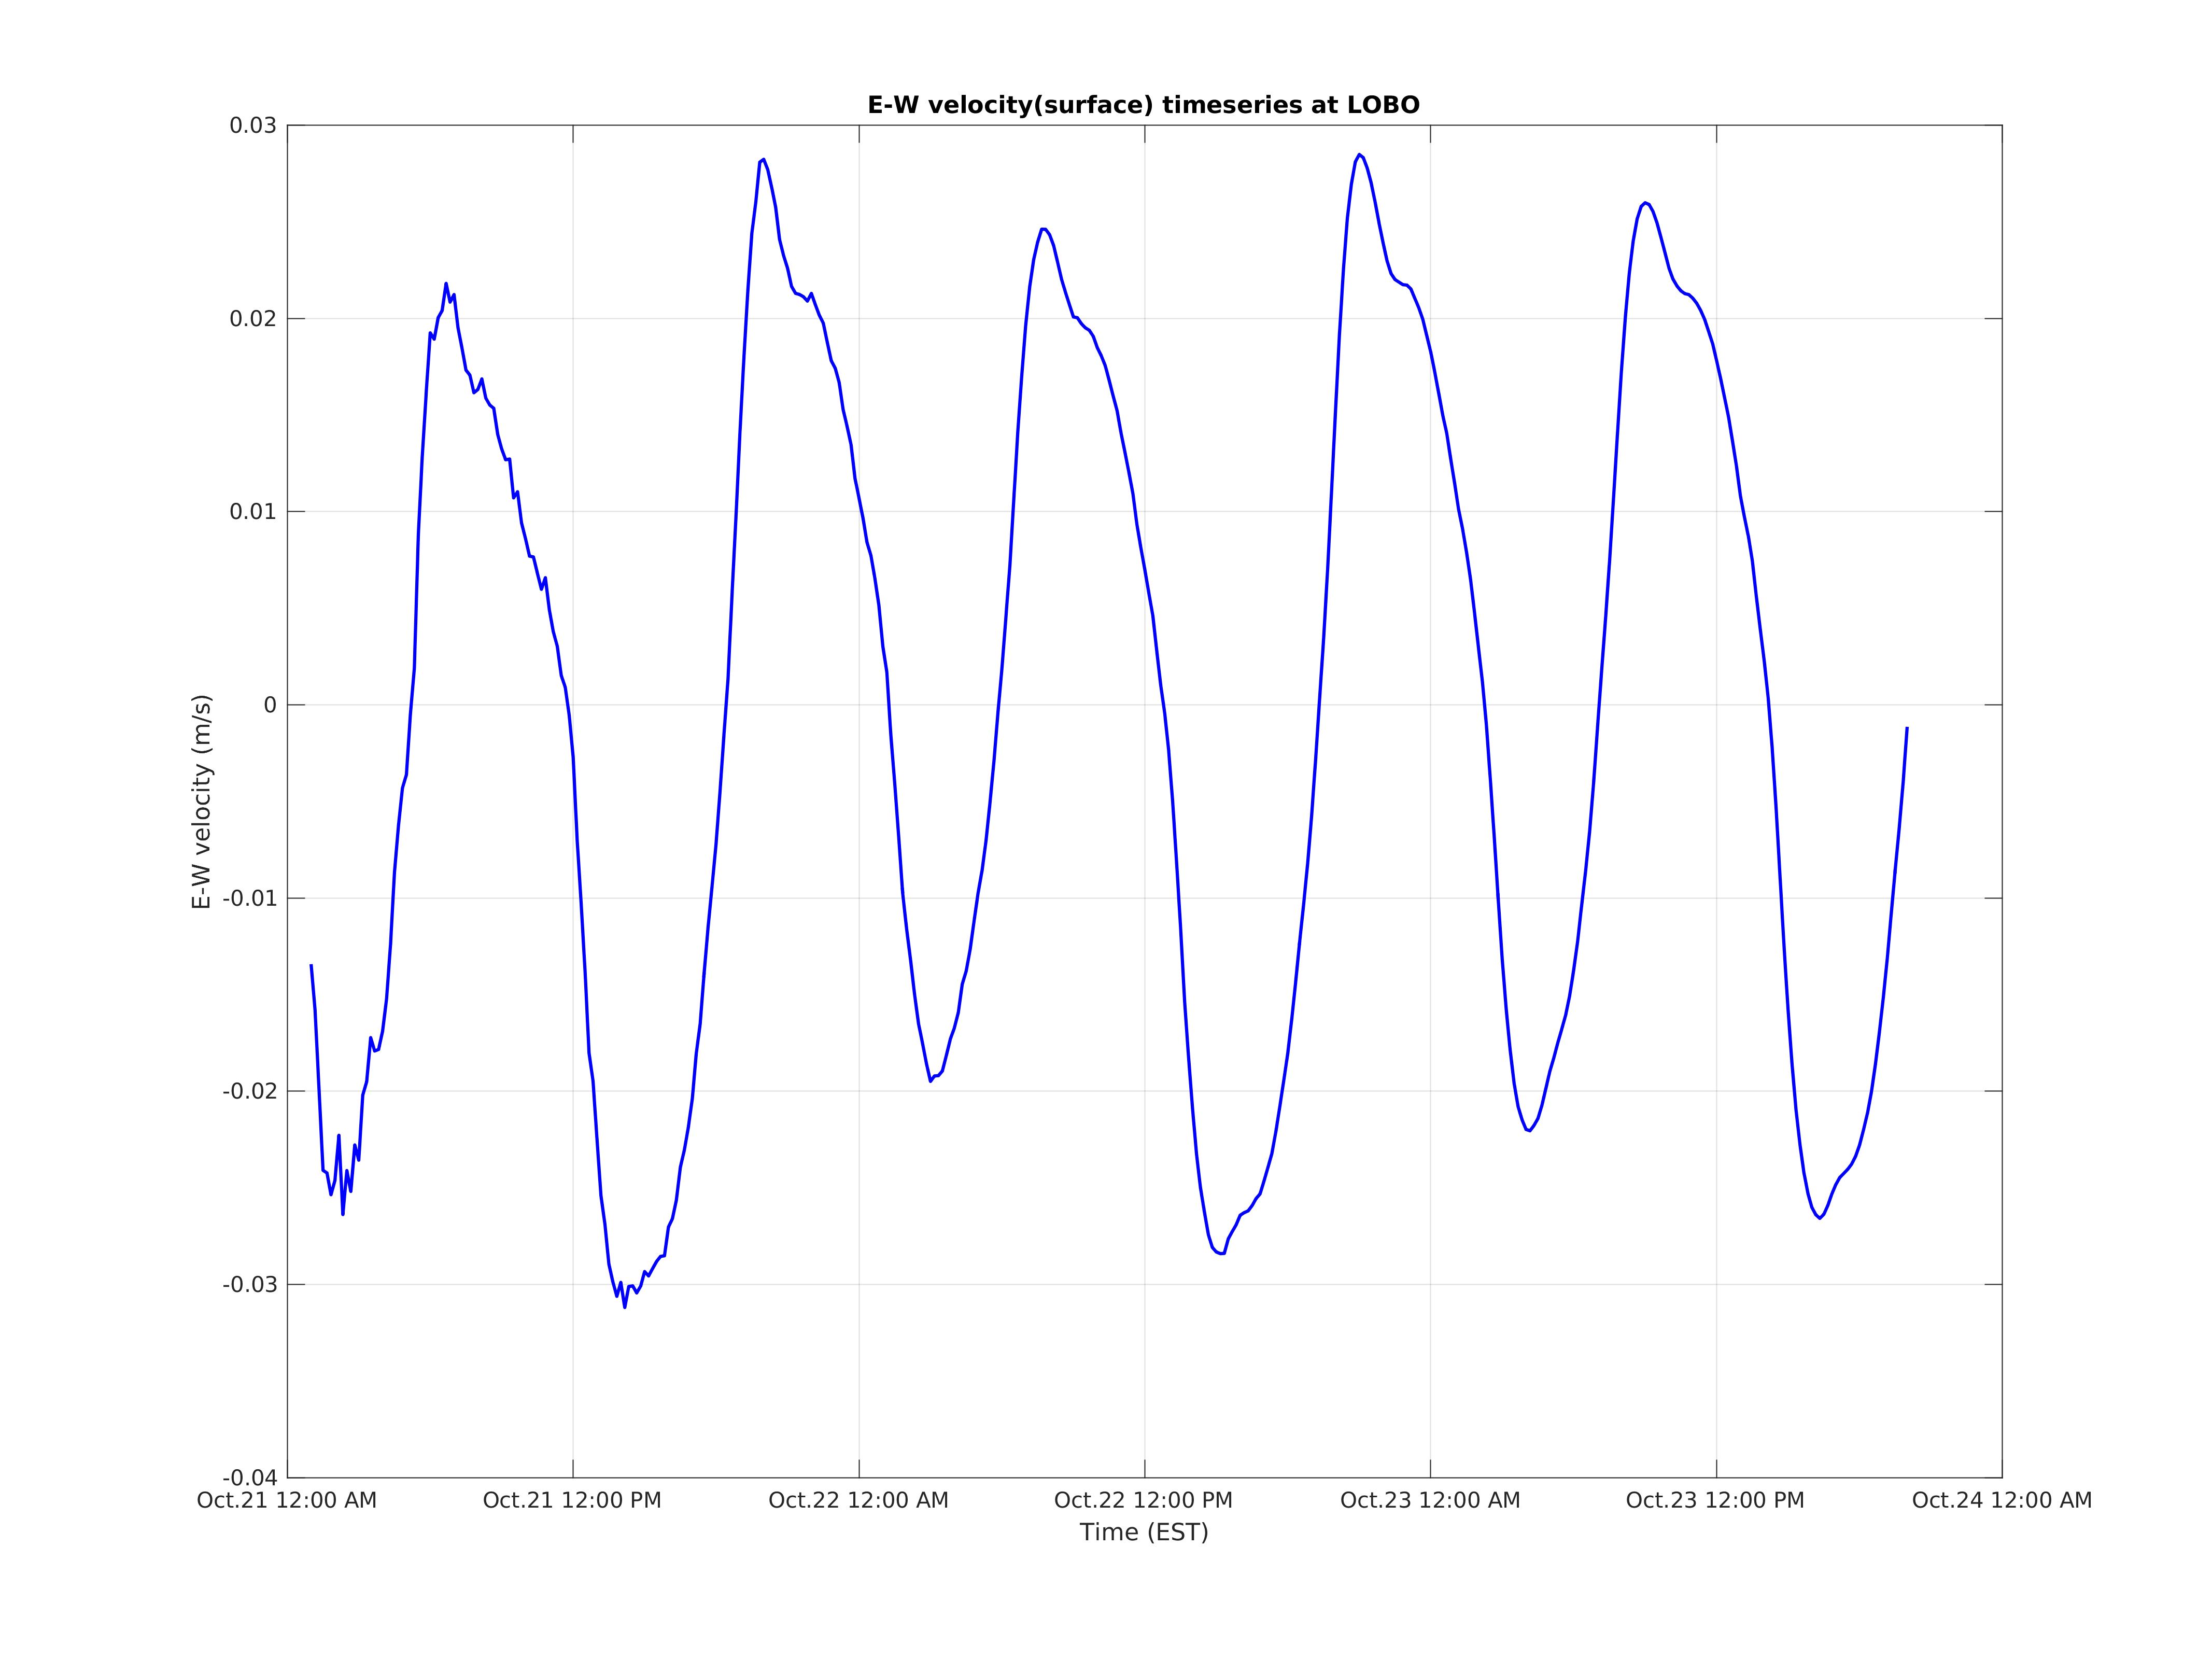 E-W velocity(surface) timeseries at LOBO
0.03
0.02
0.01
0
-0.01
-0.02
-0.03
-0.04
E-W velocity (m/s)
Oct.21 12:00 AM Oct.21 12:00 PM Oct.22 12:00 AM Oct.22 12:00 PM Oct.23 12:00 AM Oct.23 12:00 PM Oct.24 12:00 AM
Time (EST)